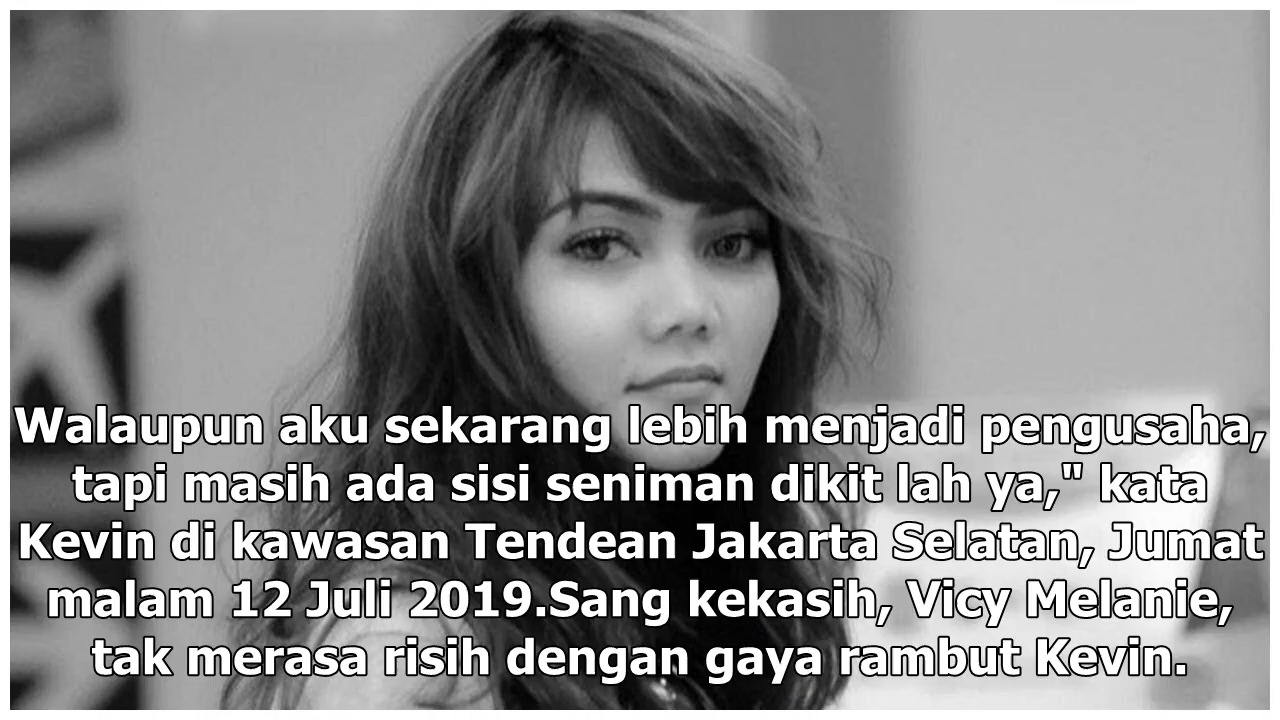 Walaupun aku sekarang lebih menjadi pengusaha,
tapi masih ada sisi seniman dikit lah ya," kata
Kevin di kawasan Tendean Jakarta Selatan, Jumat
malam 12 Juli 2019.Sang kekasih, Vicy Melanie,
tak merasa risih dengan gaya rambut Kevin.